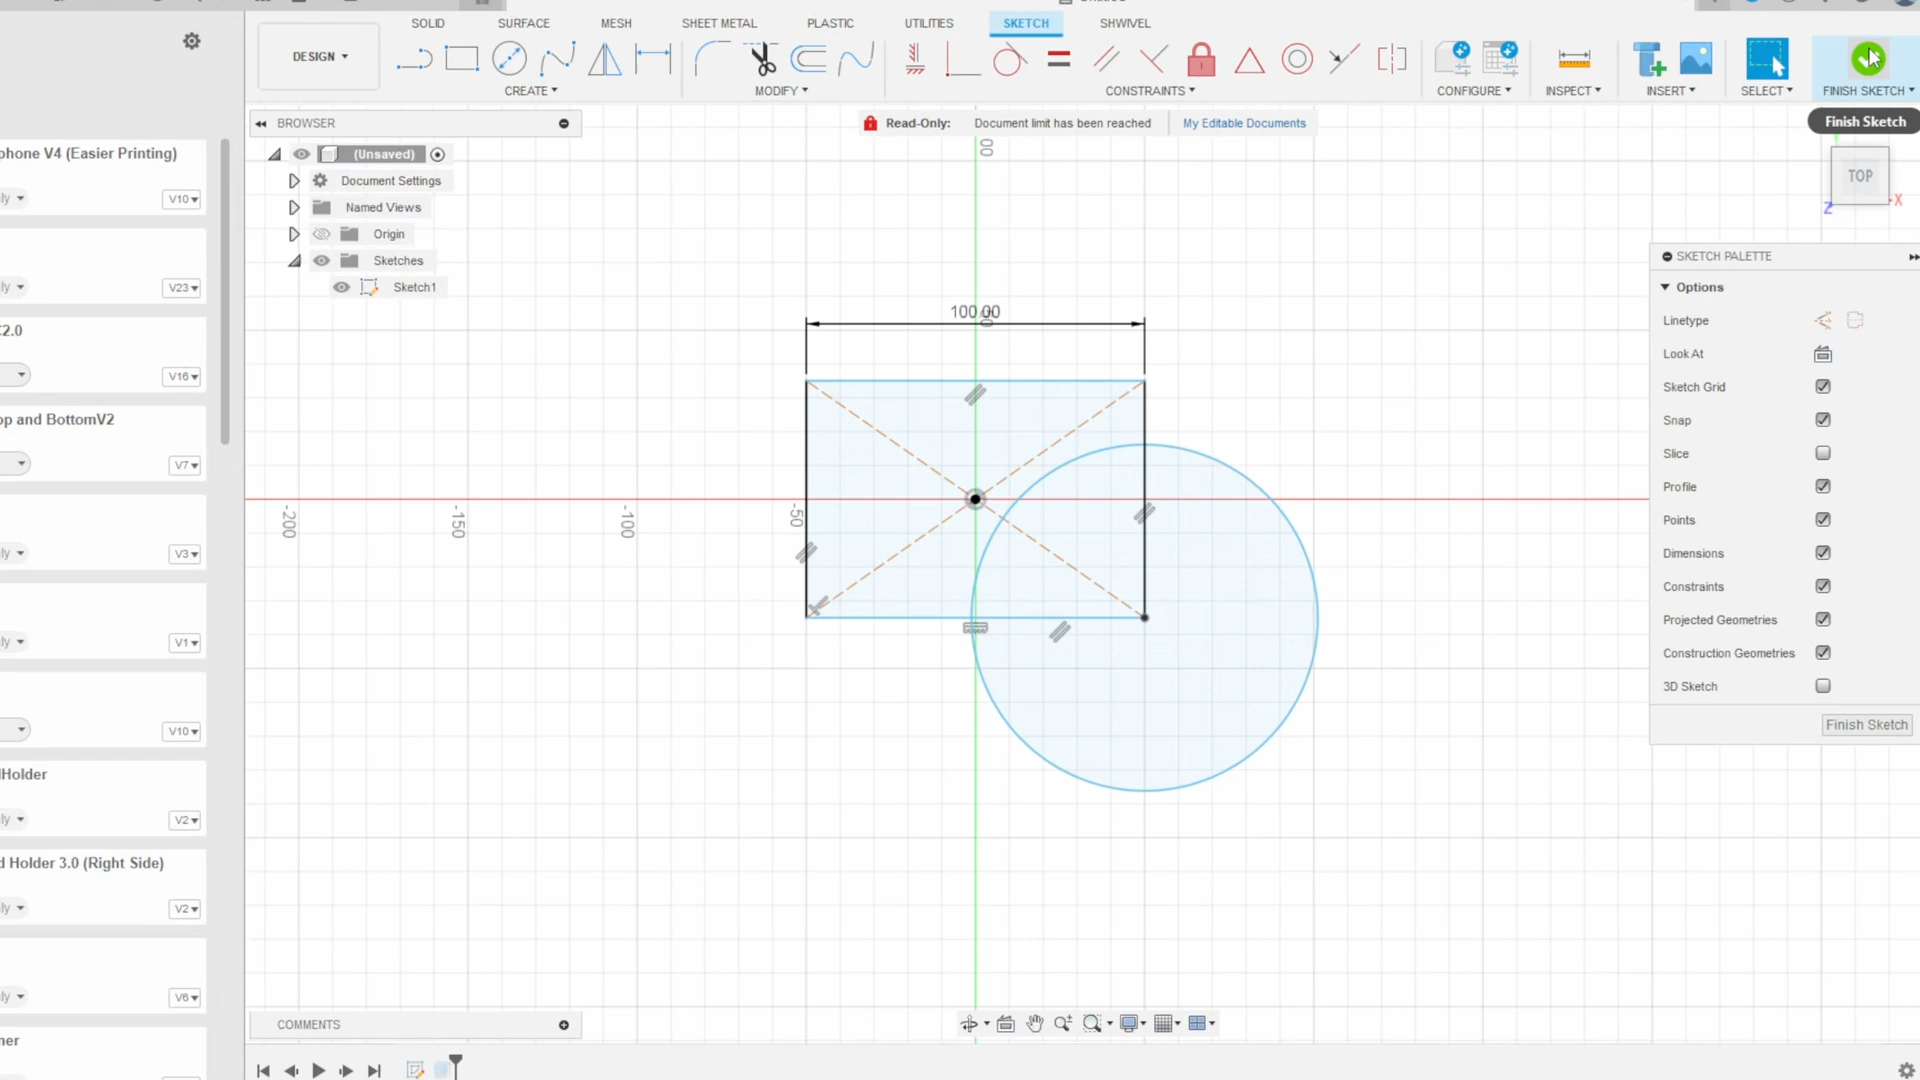 SOLID SURFACE MESH SHEET METAL PLASTIC UTILITIES SKETCH SHWIVEL
DESIGN
CREATE MODIFY CONSTRAINTS CONFIGURE INSPECT INSERT SELECT FINISH SKETCH
Finish Sketch
BROWSER
Read-Only: Document limit has been reached My Editable Documents
(Unsaved)
Document Settings
Named Views
Origin
Sketches
Sketch1
TOP
X
Z
phone V4 (Easier Printing)
V10
V23
2.0
V16
op and BottomV2
V7
V3
V1
V10
Holder
V2
d Holder 3.0 (Right Side)
V2
V6
ner
100.00
-200
-150
-100
-50
SKETCH PALETTE
Options
Linetype
Look At
Sketch Grid
Snap
Slice
Profile
Points
Dimensions
Constraints
Projected Geometries
Construction Geometries
3D Sketch
Finish Sketch
COMMENTS